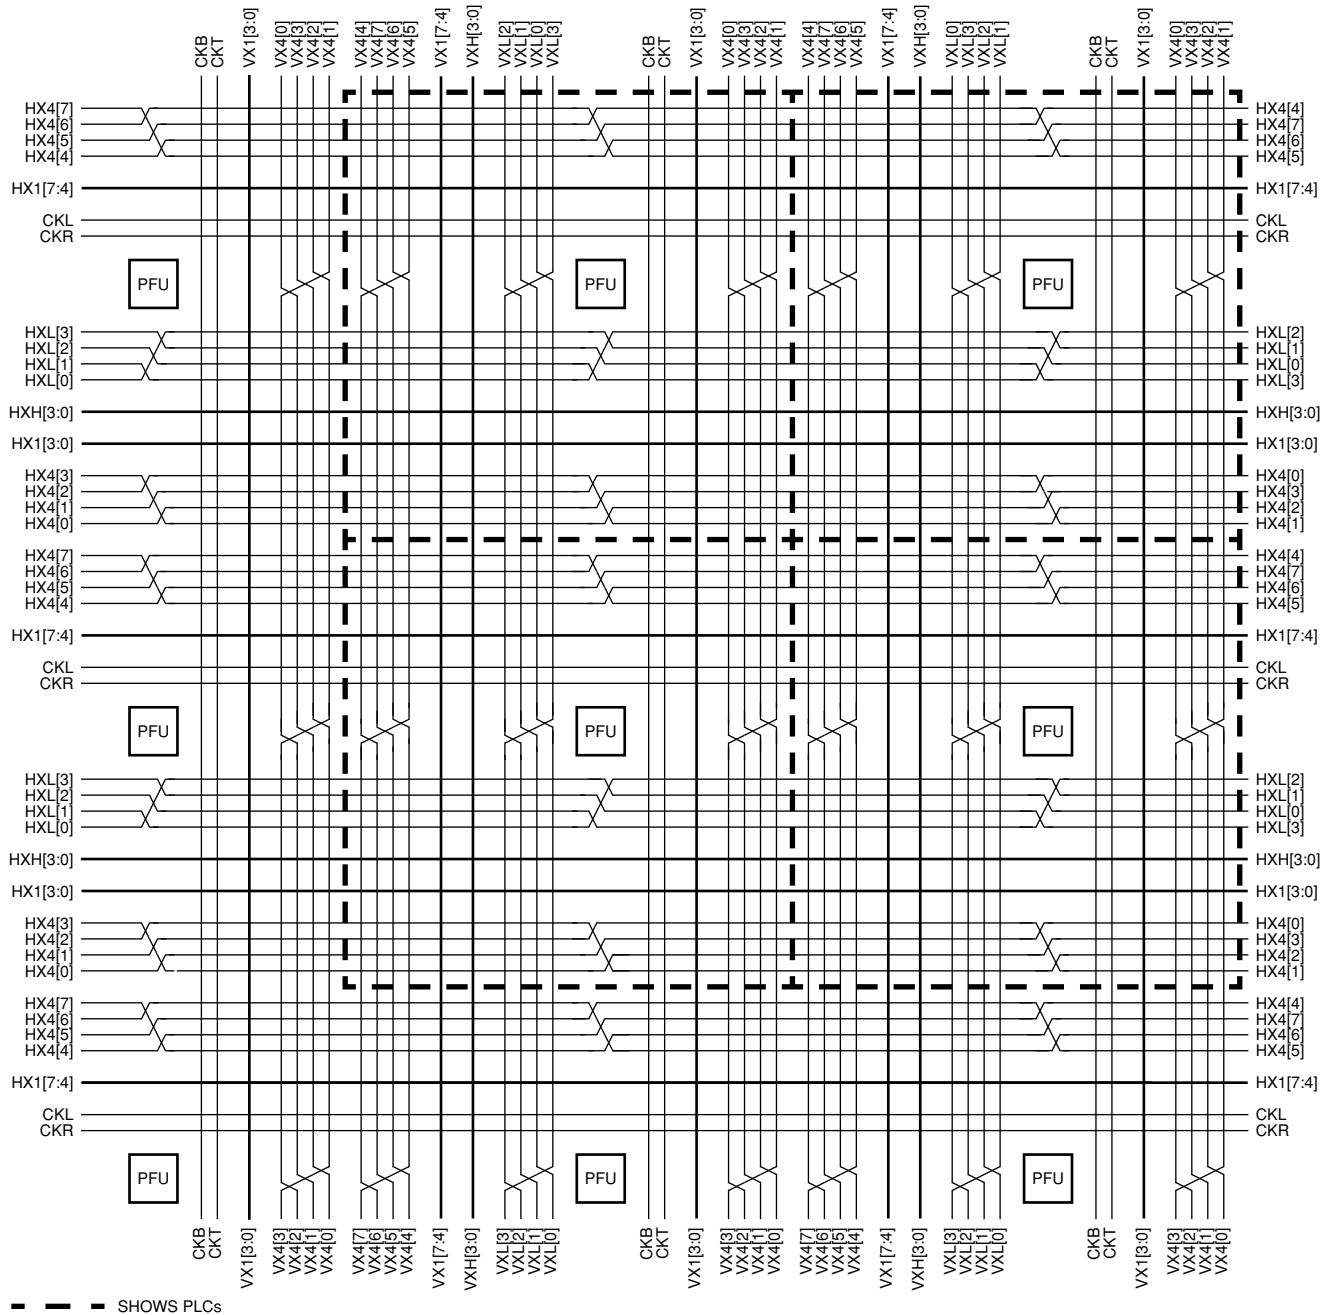 CKB
CKT
VX1[3:0]
VX4[0]
VX4[3]
VX4[2]
VX4[1]
VX4[4]
VX4[7]
VX4[6]
VX4[5]
VX1[7:4]
VXH[3:0]
VXL[2]
VXL[1]
VXL[0]
VXL[3]
CKB
CKT
VX1[3:0]
VX4[0]
VX4[3]
VX4[2]
VX4[1]
VX4[4]
VX4[7]
VX4[6]
VX4[5]
VX1[7:4]
VXH[3:0]
VXL[0]
VXL[3]
VXL[2]
VXL[1]
CKB
CKT
VX1[3:0]
VX4[0]
VX4[3]
VX4[2]
VX4[1]
HX4[7] HX4[4]
HX4[6] HX4[7]
HX4[5] HX4[6]
HX4[4] HX4[5]
HX1[7:4] HX1[7:4]
CKL CKL
CKR CKR
PFU PFU PFU
HXL[3] HXL[2]
HXL[2] HXL[1]
HXL[1] HXL[0]
HXL[0] HXL[3]
HXH[3:0] HXH[3:0]
HX1[3:0] HX1[3:0]
HX4[3] HX4[0]
HX4[2] HX4[3]
HX4[1] HX4[2]
HX4[0] HX4[1]
HX4[7] HX4[4]
HX4[6] HX4[7]
HX4[5] HX4[6]
HX4[4] HX4[5]
HX1[7:4] HX1[7:4]
CKL CKL
CKR CKR
PFU PFU PFU
HXL[3] HXL[2]
HXL[2] HXL[1]
HXL[1] HXL[0]
HXL[0] HXL[3]
HXH[3:0] HXH[3:0]
HX1[3:0] HX1[3:0]
HX4[3] HX4[0]
HX4[2] HX4[3]
HX4[1] HX4[2]
HX4[0] HX4[1]
HX4[7] HX4[4]
HX4[6] HX4[7]
HX4[5] HX4[6]
HX4[4] HX4[5]
HX1[7:4] HX1[7:4]
CKL CKL
CKR CKR
PFU PFU PFU
CKB
CKT
VX1[3:0]
VX4[3]
VX4[2]
VX4[1]
VX4[0]
VX4[7]
VX4[6]
VX4[5]
VX4[4]
VX1[7:4]
VXH[3:0]
VXL[3]
VXL[2]
VXL[1]
VXL[0]
CKB
CKT
VX1[3:0]
VX4[3]
VX4[2]
VX4[1]
VX4[0]
VX4[7]
VX4[6]
VX4[5]
VX4[4]
VX1[7:4]
VXH[3:0]
VXL[3]
VXL[2]
VXL[1]
VXL[0]
CKB
CKT
VX1[3:0]
VX4[3]
VX4[2]
VX4[1]
VX4[0]
SHOWS PLCs